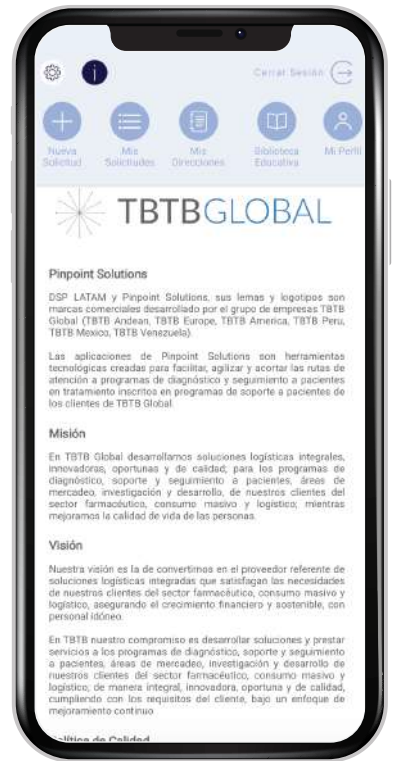 Cerrar Sesión
Nueva Solicitud
Mis Solicitudes
Mis Direcciones
Biblioteca Educativa
Mi Perfil
TBTBGLOBAL
Pinpoint Solutions
DSP LATAM y Pinpoint Solutions, sus lemas y logotipos son
marcas comerciales desarrollado por el grupo de empresas TBTB
Global (TBTB Andean, TBTB Europe, TBTB America, TBTB Peru,
TBTB Mexico, TBTB Venezuela).
Las aplicaciones de Pinpoint Solutions son herramientas
tecnológicas creadas para facilitar, agilizar y acortar las rutas de
atención a programas de diagnóstico y seguimiento a pacientes
en tratamiento inscritos en programas de soporte a pacientes de
los clientes de TBTB Global.
Misión
En TBTB Global desarrollamos soluciones logísticas integrales,
innovadoras, oportunas y de calidad; para los programas de
diagnóstico, soporte y seguimiento a pacientes, áreas de
mercadeo, investigación y desarrollo, de nuestros clientes del
sector farmacéutico, consumo masivo y logístico; mientras
mejoramos la calidad de vida de las personas.
Visión
Nuestra visión es la de convertirnos en el proveedor referente de
soluciones logísticas integradas que satisfagan las necesidades
de nuestros clientes del sector farmacéutico, consumo masivo y
logístico, asegurando el crecimiento financiero y sostenible, con
personal idóneo.
En TBTB nuestro compromiso es desarrollar soluciones y prestar
servicios a los programas de diagnóstico, soporte y seguimiento
a pacientes, áreas de mercadeo, investigación y desarrollo de
nuestros clientes del sector farmacéutico, consumo masivo y
logístico; de manera integral, innovadora, oportuna y de calidad,
cumpliendo con los requisitos del cliente, bajo un enfoque de
mejoramiento continuo
Política de Calidad